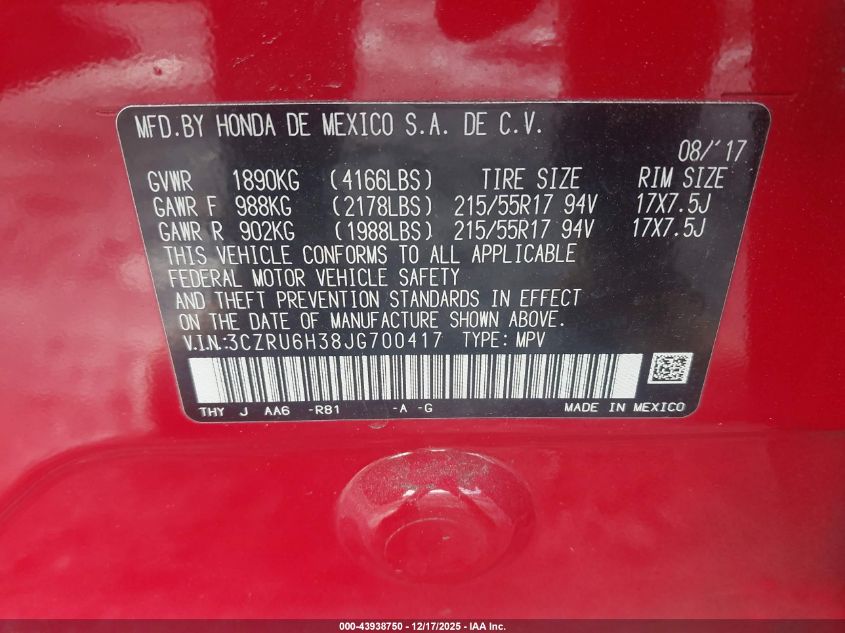 MFD.BY HONDA DE MEXICO S.A. DE C.V.
08/'17
GVWR 1890KG (4166LBS) TIRE SIZE RIM SIZE
GAWR F 988KG (2178LBS) 215/55R17 94V 17X7.5J
GAWR R 902KG (1988LBS) 215/55R17 94V 17X7.5J
THIS VEHICLE CONFORMS TO ALL APPLICABLE
FEDERAL MOTOR VEHICLE SAFETY
AND THEFT PREVENTION STANDARDS IN EFFECT
ON THE DATE OF MANUFACTURE SHOWN ABOVE.
V.I.N.:3CZRU6H38JG700417 TYPE: MPV
THY J AA6 -R81 -A -G MADE IN MEXICO
000-43938750 — 12/17/2025 — IAA Inc.